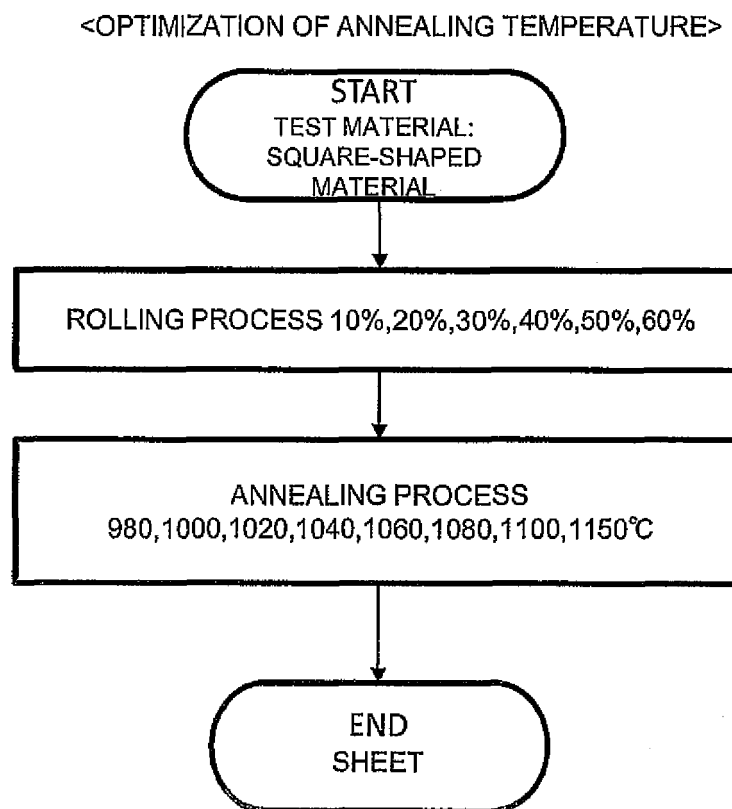 <OPTIMIZATION OF ANNEALING TEMPERATURE>
START
TEST MATERIAL:
SQUARE-SHAPED
MATERIAL
ROLLING PROCESS 10%,20%,30%,40%,50%,60%
ANNEALING PROCESS
980,1000,1020,1040,1060,1080,1100,1150℃
END
SHEET